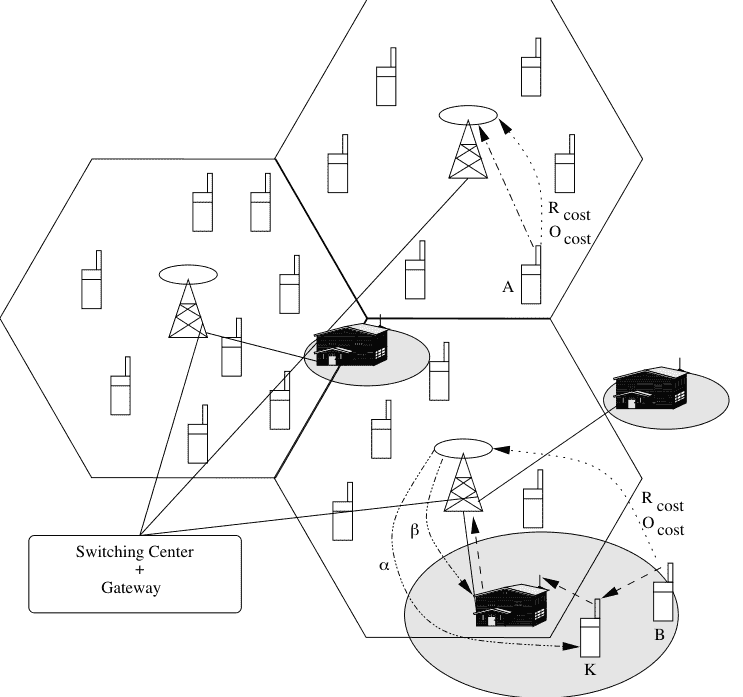 R cost
O cost
A
R cost
O cost
β
α
Switching Center
+
Gateway
B
K